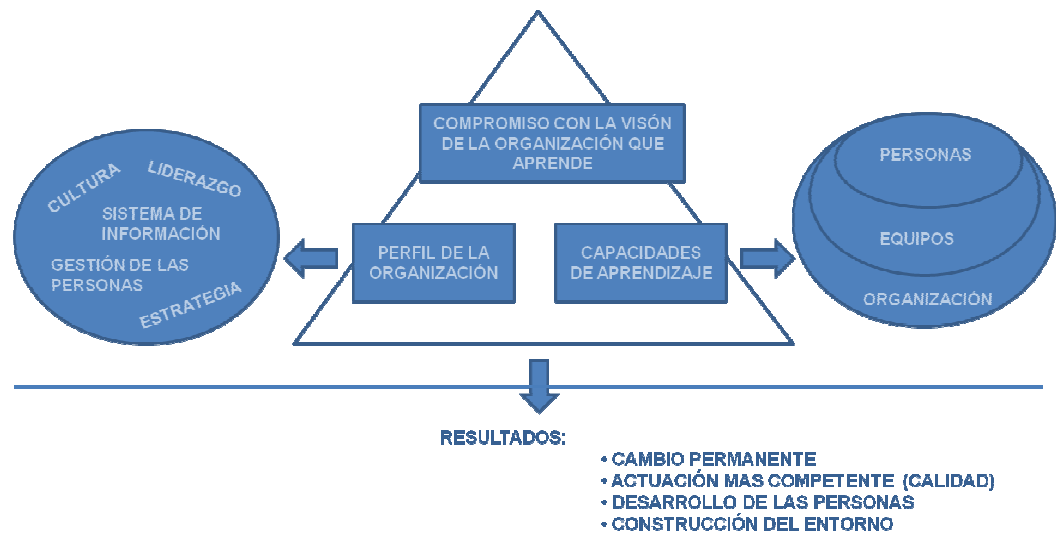 COMPROMISO CON LA VISÓN
DE LA ORGANIZACIÓN QUE
APRENDE
CULTURA
LIDERAZGO
SISTEMA DE
INFORMACIÓN
GESTIÓN DE LAS
PERSONAS
ESTRATEGIA
PERFIL DE LA
ORGANIZACIÓN
CAPACIDADES
DE APRENDIZAJE
PERSONAS
EQUIPOS
ORGANIZACIÓN
RESULTADOS:
• CAMBIO PERMANENTE
• ACTUACIÓN MAS COMPETENTE (CALIDAD)
• DESARROLLO DE LAS PERSONAS
• CONSTRUCCIÓN DEL ENTORNO